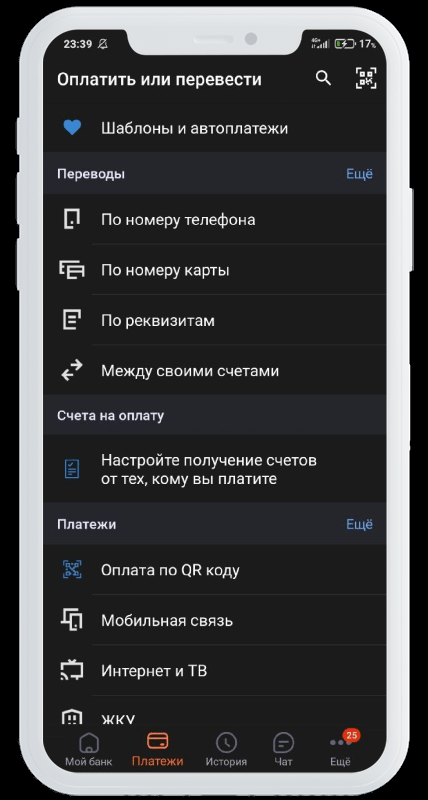 23:39 4G+ 17%
Оплатить или перевести
Шаблоны и автоплатежи
Переводы Ещё
По номеру телефона
По номеру карты
По реквизитам
Между своими счетами
Счета на оплату
Настройте получение счетов
от тех, кому вы платите
Платежи Ещё
Оплата по QR коду
Мобильная связь
Интернет и ТВ
ЖКУ
25
Мой банк Платежи История Чат Ещё